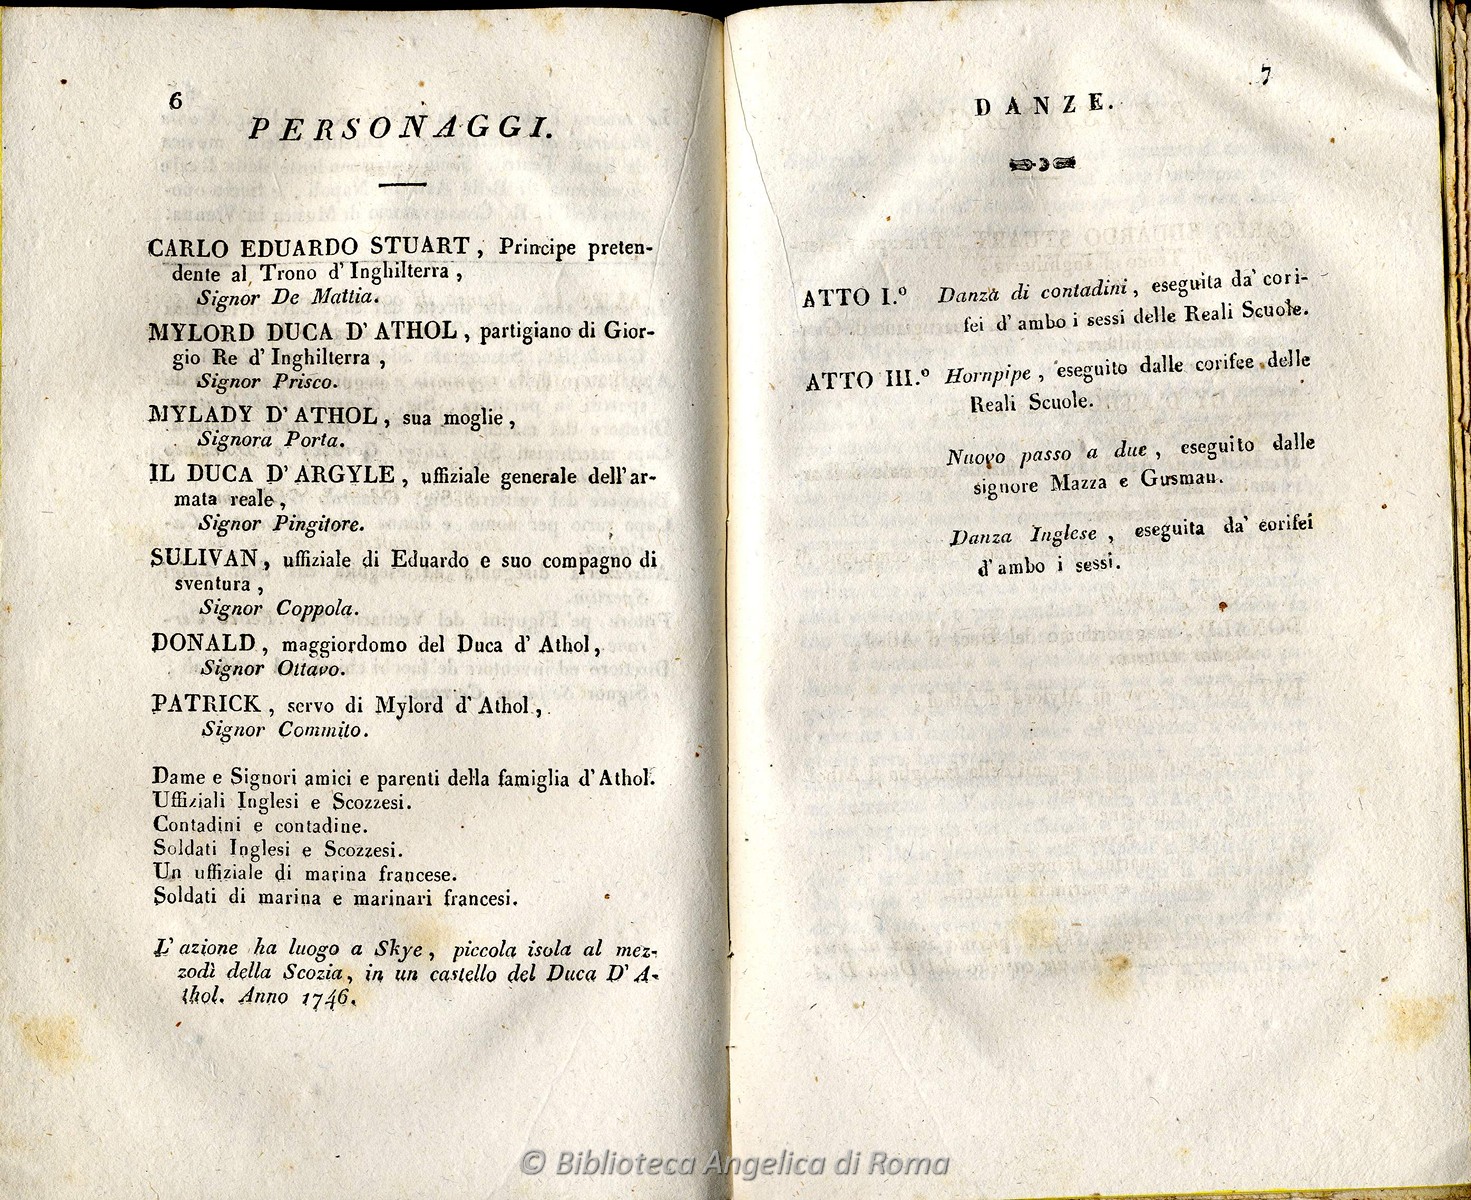 6
PERSONAGGI.
CARLO EDUARDO STUART, Principe preten-
dente al Trono d' Inghilterra,
Signor De Mattia.
MYLORD DUCA D' ATHOL, partigiano di Gior-
gio Re d' Inghilterra,
Signor Prisco.
MYLADY D' ATHOL, sua moglie,
Signora Porta.
IL DUCA D' ARGYLE, uffiziale generale dell' ar-
mata reale,
Signor Pingitore.
SULIVAN, uffiziale di Eduardo e suo compagno di
sventura,
Signor Coppola.
DONALD, maggiordomo del Duca d' Athol,
Signor Ottavo.
PATRICK, servo di Mylord d' Athol,
Signor Commito.
Dame e Signori amici e parenti della famiglia d' Athol.
Uffiziali Inglesi e Scozzesi.
Contadini e contadine.
Soldati Inglesi e Scozzesi.
Un uffiziale di marina francese.
Soldati di marina e marinari francesi.
L' azione ha luogo a Skye, piccola isola al mez-
zodì della Scozia, in un castello del Duca D' A-
thol. Anno 1746.
7
DANZE.
ATTO I.º Danza di contadini, eseguita da' cori-
fei d' ambo i sessi delle Reali Scuole.
ATTO III.º Hornpipe, eseguito dalle corifee delle
Reali Scuole.
Nuovo passo a due, eseguito dalle
signore Mazza e Gusman.
Danza Inglese, eseguita da' corifei
d' ambo i sessi.
© Biblioteca Angelica di Roma